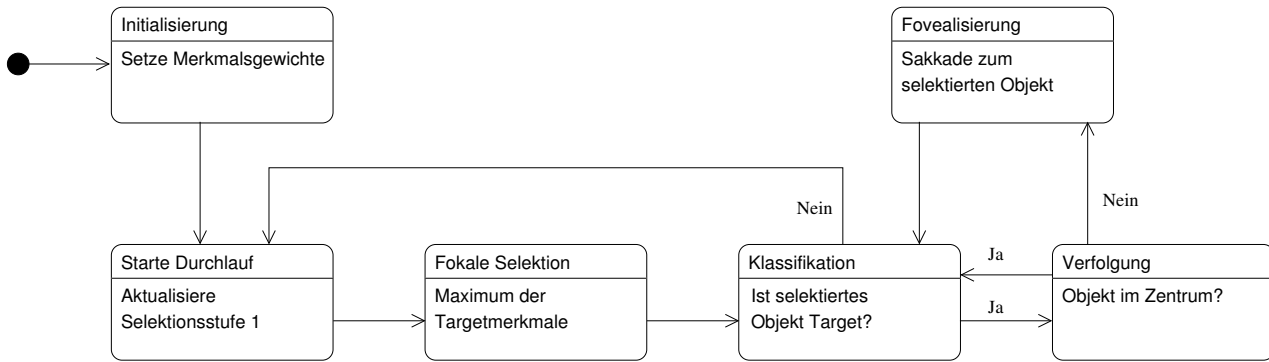 Initialisierung
Setze Merkmalsgewichte
Fovealisierung
Sakkade zum
selektierten Objekt
Nein
Nein
Starte Durchlauf
Aktualisiere
Selektionsstufe 1
Fokale Selektion
Maximum der
Targetmerkmale
Klassifikation
Ist selektiertes
Objekt Target?
Ja
Ja
Verfolgung
Objekt im Zentrum?